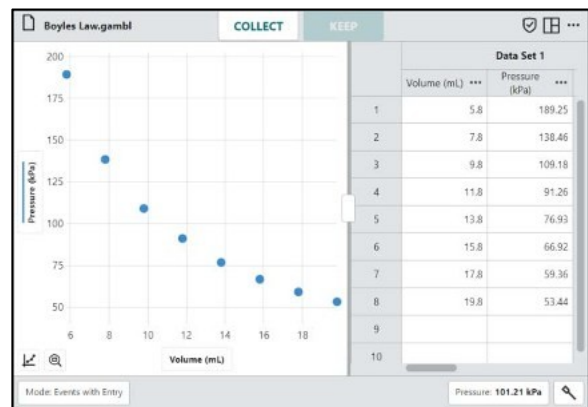 Boyles Law.gambl
COLLECT
KEEP
200
175
150
125
100
75
50
Pressure (kPa)
6 8 10 12 14 16 18
Volume (mL)
Data Set 1
Volume (mL) Pressure (kPa)
1 5.8 189.25
2 7.8 138.46
3 9.8 109.18
4 11.8 91.26
5 13.8 76.93
6 15.8 66.92
7 17.8 59.36
8 19.8 53.44
9
10
Mode: Events with Entry
Pressure: 101.21 kPa